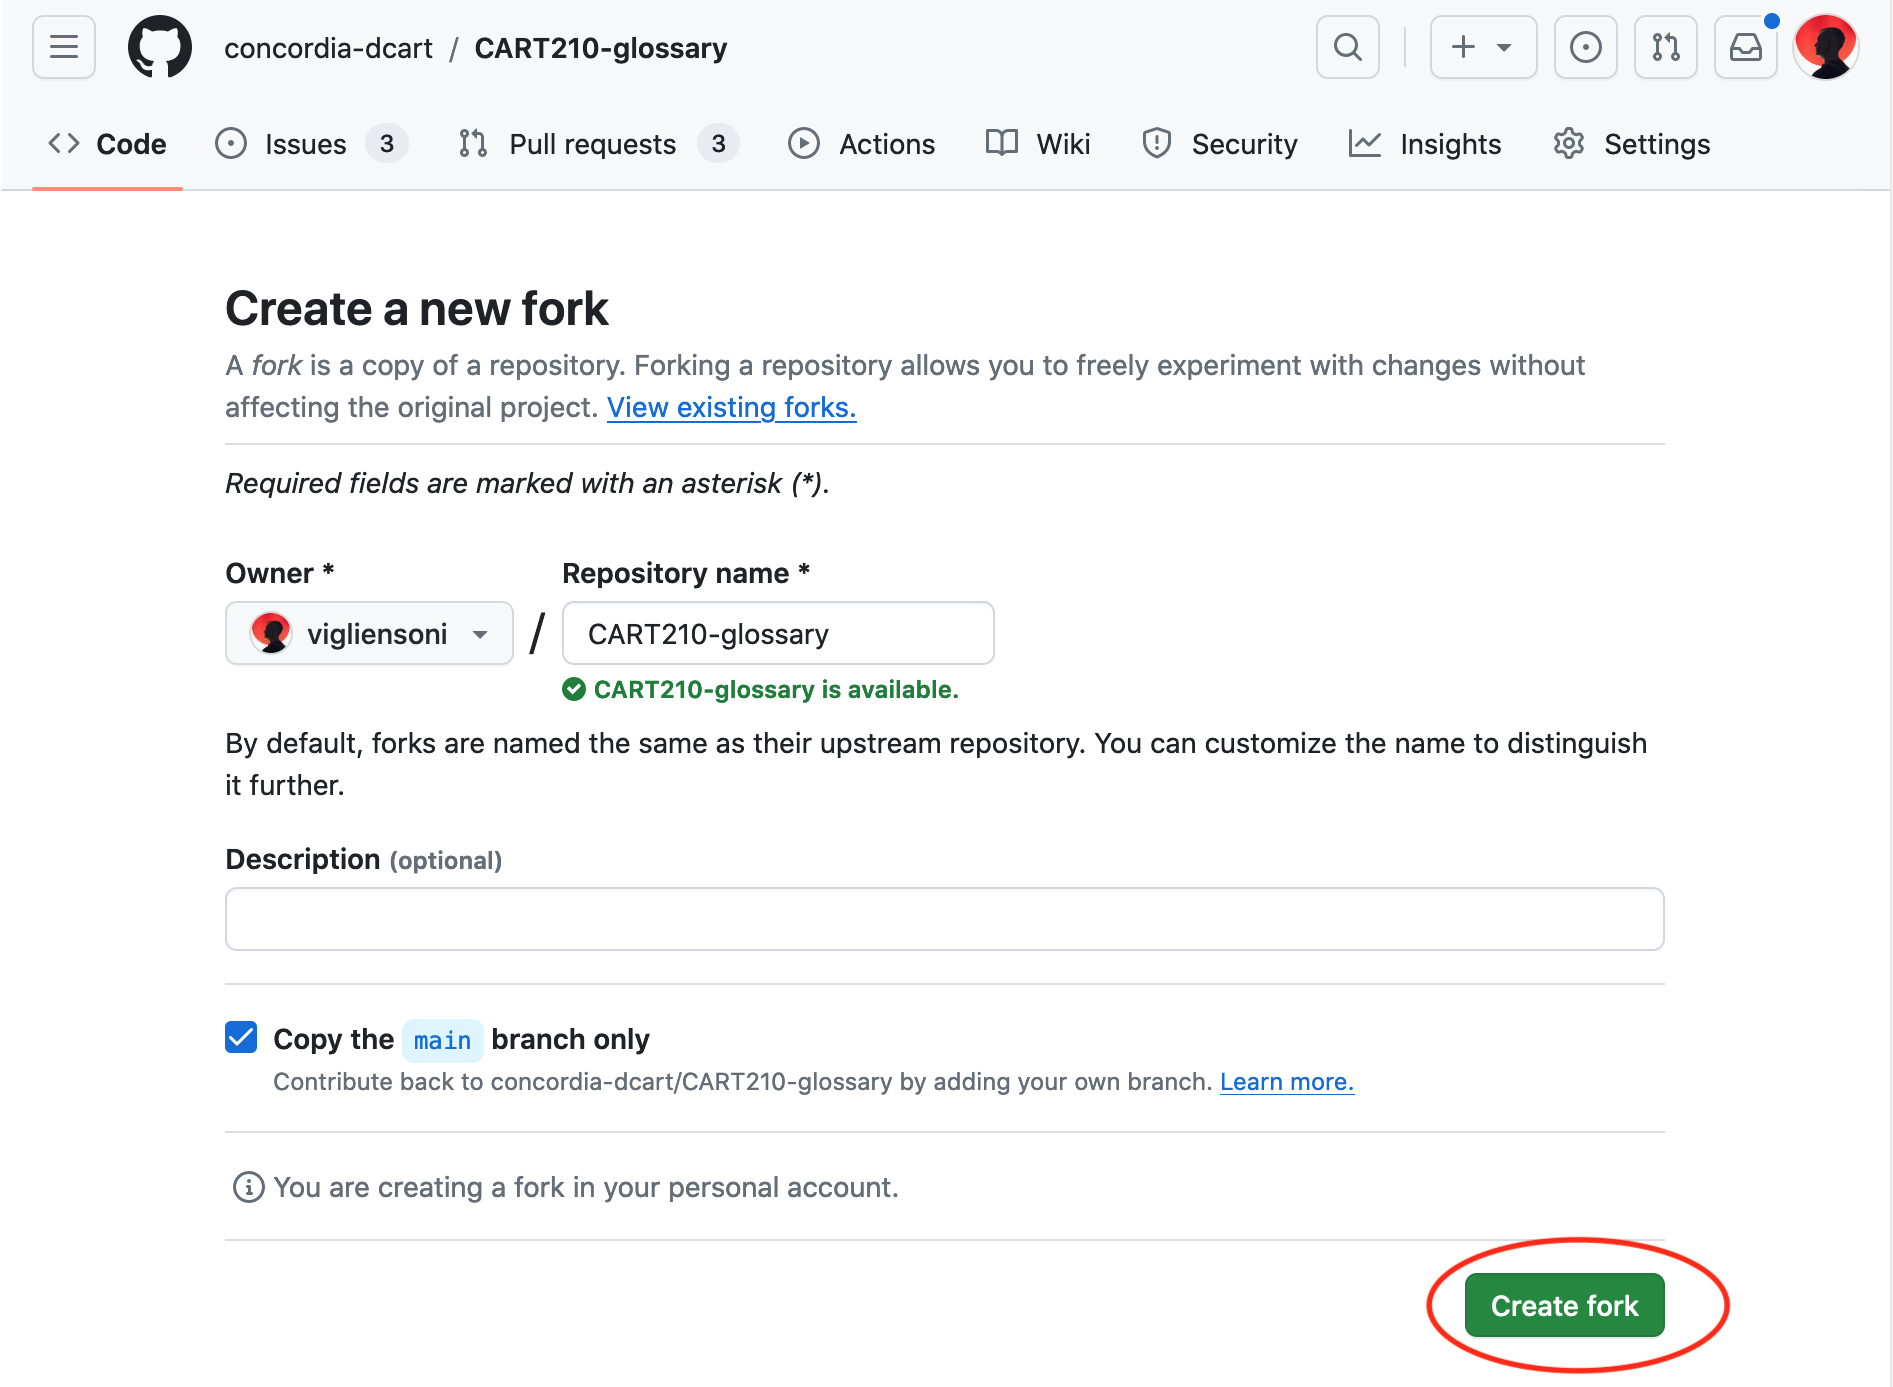 concordia-dcart / CART210-glossary
Code Issues 3 Pull requests 3 Actions Wiki Security Insights Settings
Create a new fork
A fork is a copy of a repository. Forking a repository allows you to freely experiment with changes without
affecting the original project. View existing forks.
Required fields are marked with an asterisk (*).
Owner * Repository name *
vigliensoni / CART210-glossary
CART210-glossary is available.
By default, forks are named the same as their upstream repository. You can customize the name to distinguish
it further.
Description (optional)
Copy the main branch only
Contribute back to concordia-dcart/CART210-glossary by adding your own branch. Learn more.
You are creating a fork in your personal account.
Create fork